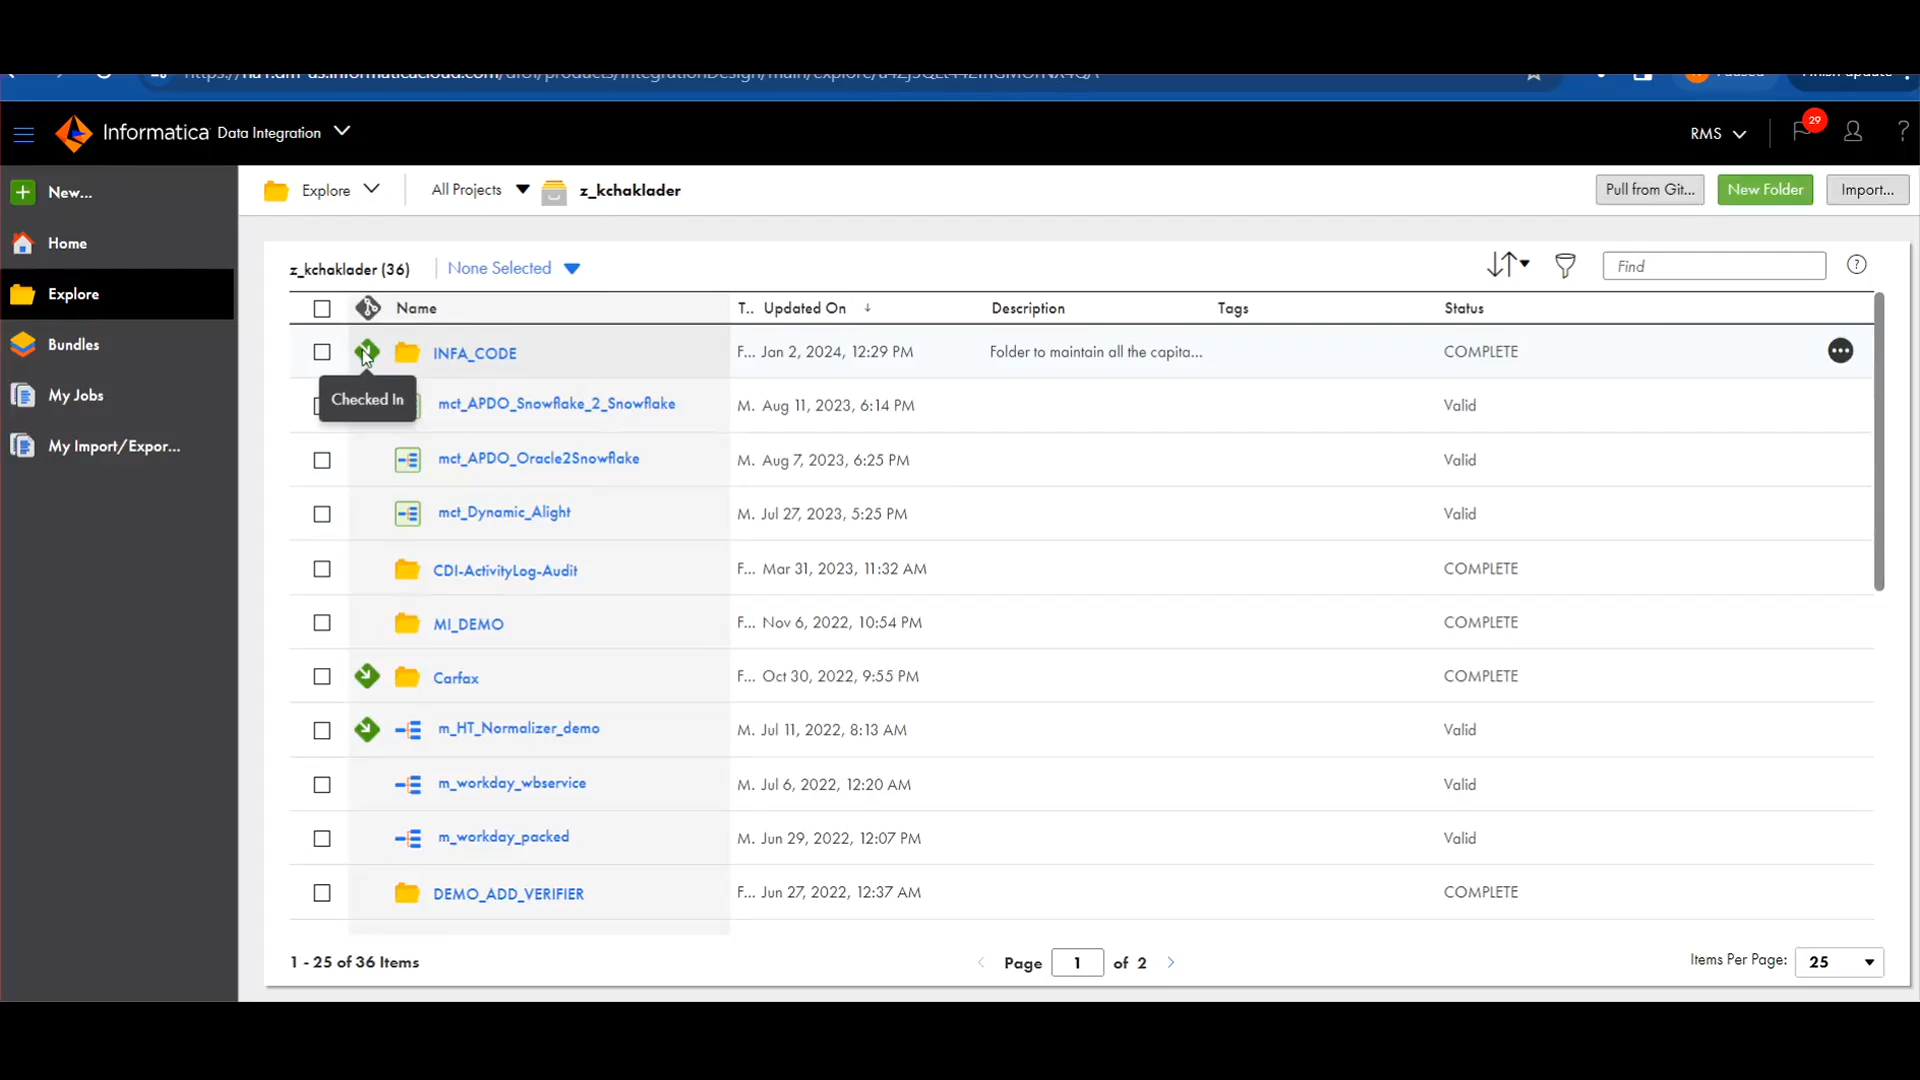 Informatica Data Integration
RMS
29
?
New...
Home
Explore
Bundles
My Jobs
My Import/Expor...
Explore All Projects z_kchaklader
Pull from Git... New Folder Import...
z_kchaklader (36) None Selected
Find
?
Name T.. Updated On ↓ Description Tags Status
INFA_CODE F... Jan 2, 2024, 12:29 PM Folder to maintain all the capita... COMPLETE
Checked In
mct_APDO_Snowflake_2_Snowflake M. Aug 11, 2023, 6:14 PM Valid
mct_APDO_Oracle2Snowflake M. Aug 7, 2023, 6:25 PM Valid
mct_Dynamic_Alight M. Jul 27, 2023, 5:25 PM Valid
CDI-ActivityLog-Audit F... Mar 31, 2023, 11:32 AM COMPLETE
MI_DEMO F... Nov 6, 2022, 10:54 PM COMPLETE
Carfax F... Oct 30, 2022, 9:55 PM COMPLETE
m_HT_Normalizer_demo M. Jul 11, 2022, 8:13 AM Valid
m_workday_wbservice M. Jul 6, 2022, 12:20 AM Valid
m_workday_packed M. Jun 29, 2022, 12:07 PM Valid
DEMO_ADD_VERIFIER F... Jun 27, 2022, 12:37 AM COMPLETE
1 - 25 of 36 Items
Page 1 of 2
Items Per Page: 25